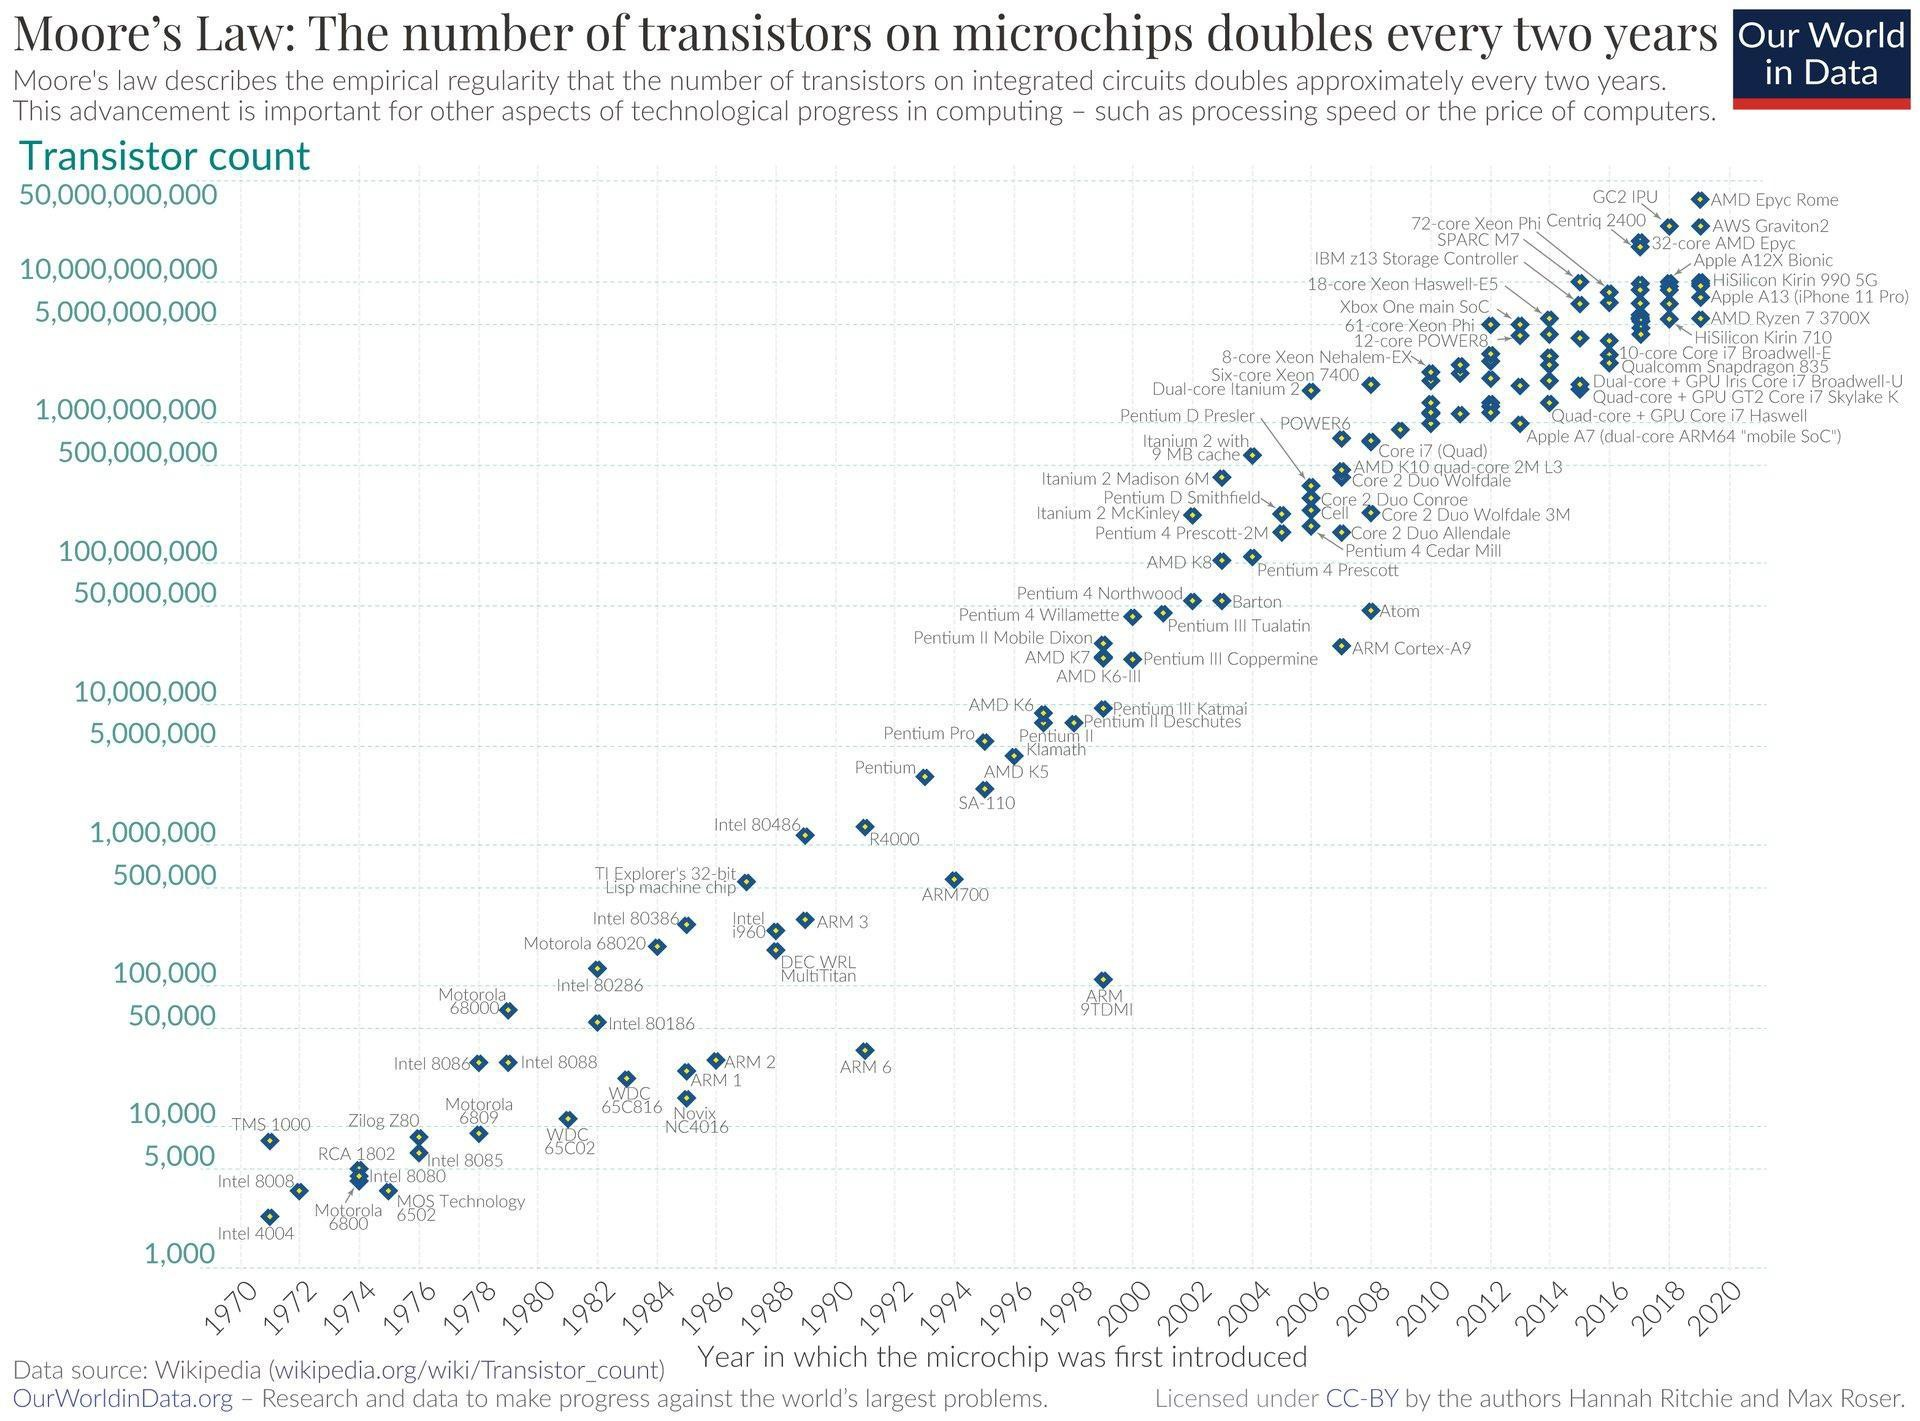 Moore's Law: The number of transistors on microchips doubles every two years
Our World
in Data
Moore's law describes the empirical regularity that the number of transistors on integrated circuits doubles approximately every two years.
This advancement is important for other aspects of technological progress in computing – such as processing speed or the price of computers.
Transistor count
50,000,000,000
10,000,000,000
5,000,000,000
1,000,000,000
500,000,000
100,000,000
50,000,000
10,000,000
5,000,000
1,000,000
500,000
100,000
50,000
10,000
5,000
1,000
GC2 IPU
AMD Epyc Rome
72-core Xeon Phi
Centriq 2400
AWS Graviton2
SPARC M7
32-core AMD Epyc
IBM z13 Storage Controller
Apple A12X Bionic
18-core Xeon Haswell-E5
HiSilicon Kirin 990 5G
Xbox One main SoC
Apple A13 (iPhone 11 Pro)
61-core Xeon Phi
AMD Ryzen 7 3700X
12-core POWER8
HiSilicon Kirin 710
8-core Xeon Nehalem-EX
10-core Core i7 Broadwell-E
Six-core Xeon 7400
Qualcomm Snapdragon 835
Dual-core Itanium 2
Dual-core + GPU Iris Core i7 Broadwell-U
Quad-core + GPU GT2 Core i7 Skylake K
Pentium D Presler
POWER6
Quad-core + GPU Core i7 Haswell
Itanium 2 with
9 MB cache
Apple A7 (dual-core ARM64 "mobile SoC")
Core i7 (Quad)
AMD K10 quad-core 2M L3
Itanium 2 Madison 6M
Core 2 Duo Wolfdale
Pentium D Smithfield
Core 2 Duo Conroe
Itanium 2 McKinley
Cell
Core 2 Duo Wolfdale 3M
Pentium 4 Prescott-2M
Core 2 Duo Allendale
Pentium 4 Cedar Mill
AMD K8
Pentium 4 Prescott
Pentium 4 Northwood
Barton
Pentium 4 Willamette
Atom
Pentium III Tualatin
Pentium II Mobile Dixon
ARM Cortex-A9
AMD K7
Pentium III Coppermine
AMD K6-III
AMD K6
Pentium III Katmai
Pentium II Deschutes
Pentium Pro
Pentium II
Klamath
Pentium
AMD K5
SA-110
Intel 80486
R4000
TI Explorer's 32-bit
Lisp machine chip
ARM700
Intel 80386
Intel
i960
ARM 3
Motorola 68020
DEC WRL
MultiTitan
Intel 80286
Motorola
68000
ARM
9TDMI
Intel 80186
Intel 8086
Intel 8088
ARM 2
ARM 6
ARM 1
WDC
65C816
Motorola
6809
Novix
NC4016
TMS 1000
Zilog Z80
WDC
65C02
RCA 1802
Intel 8085
Intel 8008
Intel 8080
MOS Technology
6502
Motorola
6800
Intel 4004
1970
1972
1974
1976
1978
1980
1982
1984
1986
1988
1990
1992
1994
1996
1998
2000
2002
2004
2006
2008
2010
2012
2014
2016
2018
2020
Year in which the microchip was first introduced
Data source: Wikipedia (wikipedia.org/wiki/Transistor_count)
OurWorldinData.org – Research and data to make progress against the world's largest problems.
Licensed under CC-BY by the authors Hannah Ritchie and Max Roser.